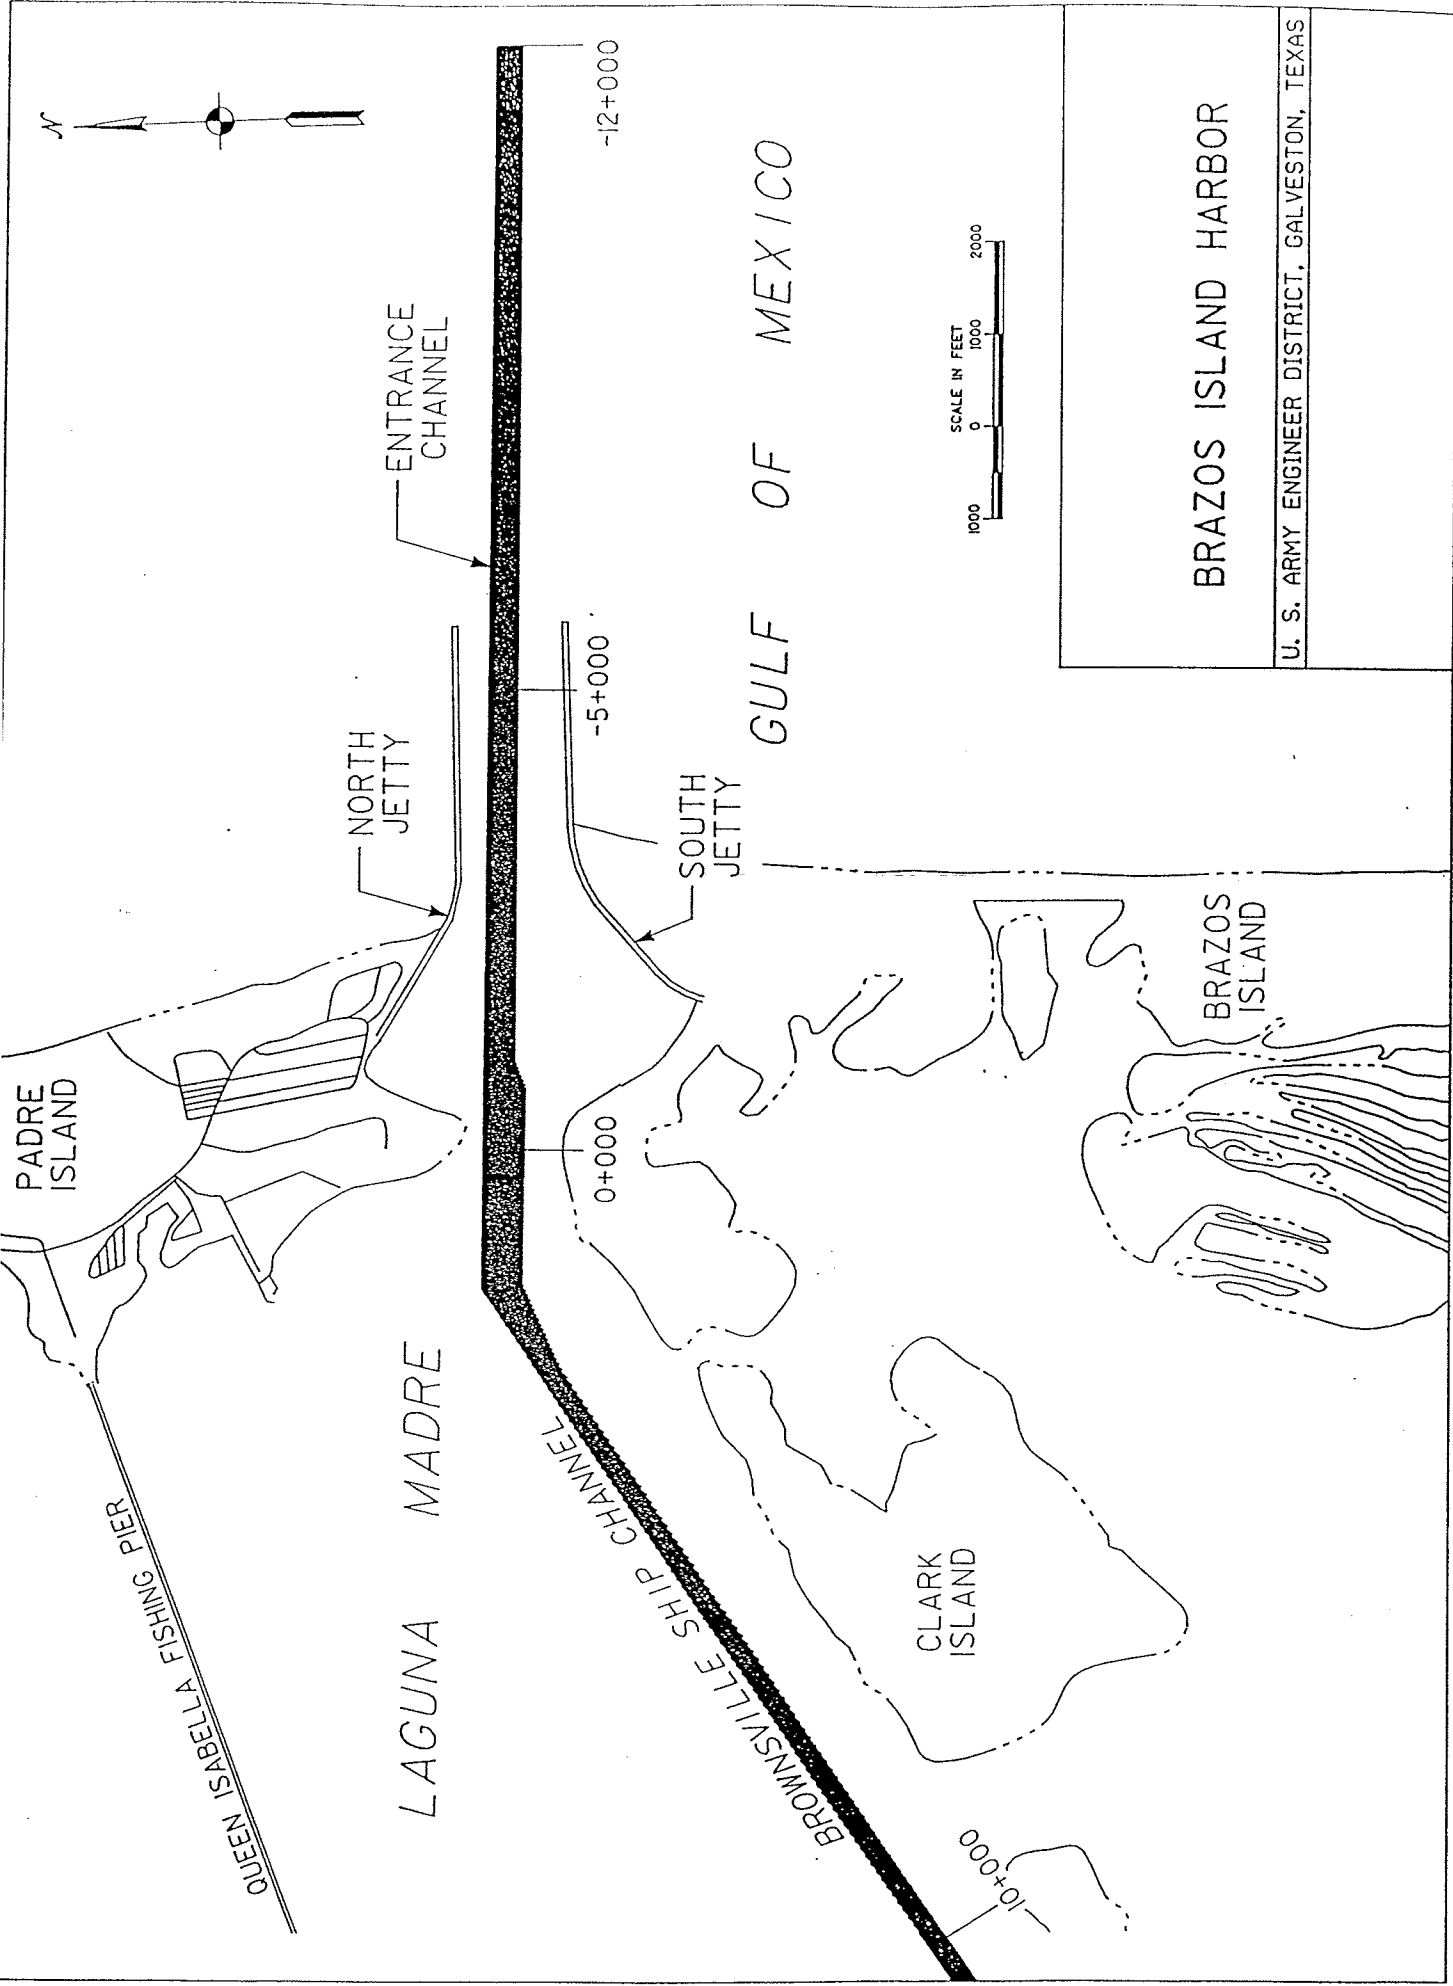 N
PADRE
ISLAND
QUEEN ISABELLA FISHING PIER
LAGUNA MADRE
NORTH
JETTY
ENTRANCE
CHANNEL
BROWNSVILLE SHIP CHANNEL
10+000
0+000
-5+000
-12+000
SOUTH
JETTY
GULF OF MEXICO
CLARK
ISLAND
BRAZOS
ISLAND
SCALE IN FEET
1000 0 1000 2000
BRAZOS ISLAND HARBOR
U. S. ARMY ENGINEER DISTRICT, GALVESTON, TEXAS